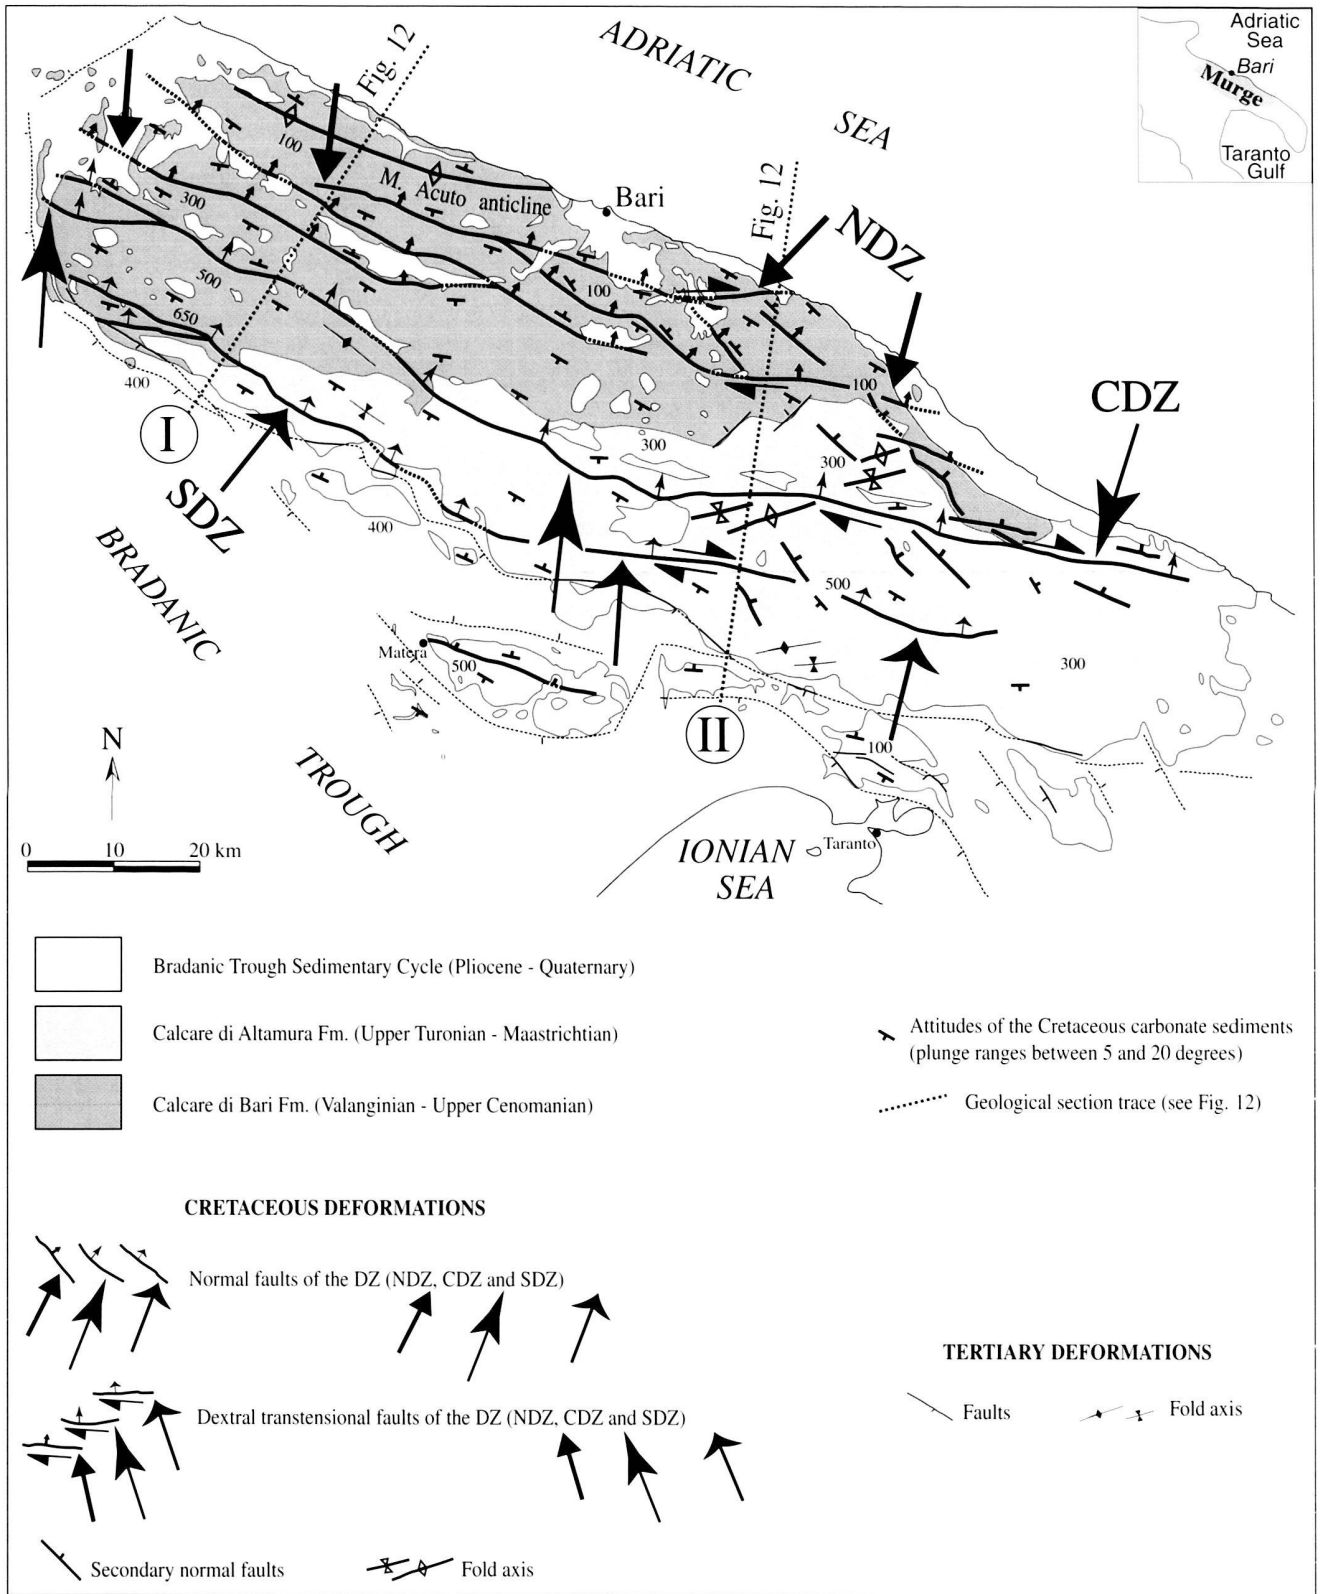 ADRIATIC
SEA
Fig. 12
Fig. 12
Adriatic
Sea
Bari
Murge
Taranto
Gulf
100
M. Acuto anticline
Bari
NDZ
300
500
100
650
400
100
CDZ
I
SDZ
300
300
400
500
BRADANIC
TROUGH
Matera
500
300
II
100
N
0 10 20 km
IONIAN
SEA
Taranto
Bradanic Trough Sedimentary Cycle (Pliocene - Quaternary)
Calcare di Altamura Fm. (Upper Turonian - Maastrichtian)
Calcare di Bari Fm. (Valanginian - Upper Cenomanian)
Attitudes of the Cretaceous carbonate sediments
(plunge ranges between 5 and 20 degrees)
Geological section trace (see Fig. 12)
CRETACEOUS DEFORMATIONS
Normal faults of the DZ (NDZ, CDZ and SDZ)
Dextral transtensional faults of the DZ (NDZ, CDZ and SDZ)
Secondary normal faults
Fold axis
TERTIARY DEFORMATIONS
Faults
Fold axis